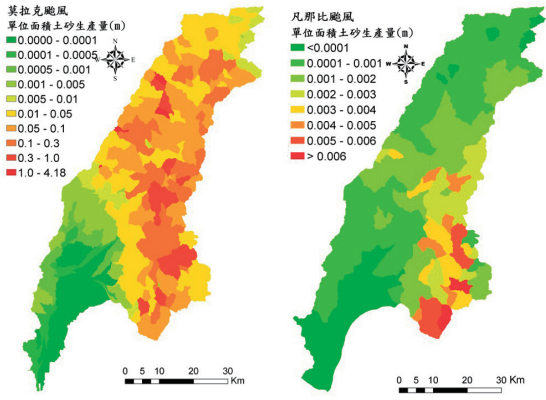 莫拉克颱風
單位面積土砂生產量(m)
0.0000 - 0.0001
0.0001 - 0.0005
0.0005 - 0.001
0.001 - 0.005
0.005 - 0.01
0.01 - 0.05
0.05 - 0.1
0.1 - 0.3
0.3 - 1.0
1.0 - 4.18
N
W E
S
0 5 10 20 30 Km
凡那比颱風
單位面積土砂生產量(m)
<0.0001
0.0001 - 0.001
0.001 - 0.002
0.002 - 0.003
0.003 - 0.004
0.004 - 0.005
0.005 - 0.006
> 0.006
N
W E
S
0 5 10 20 30 Km